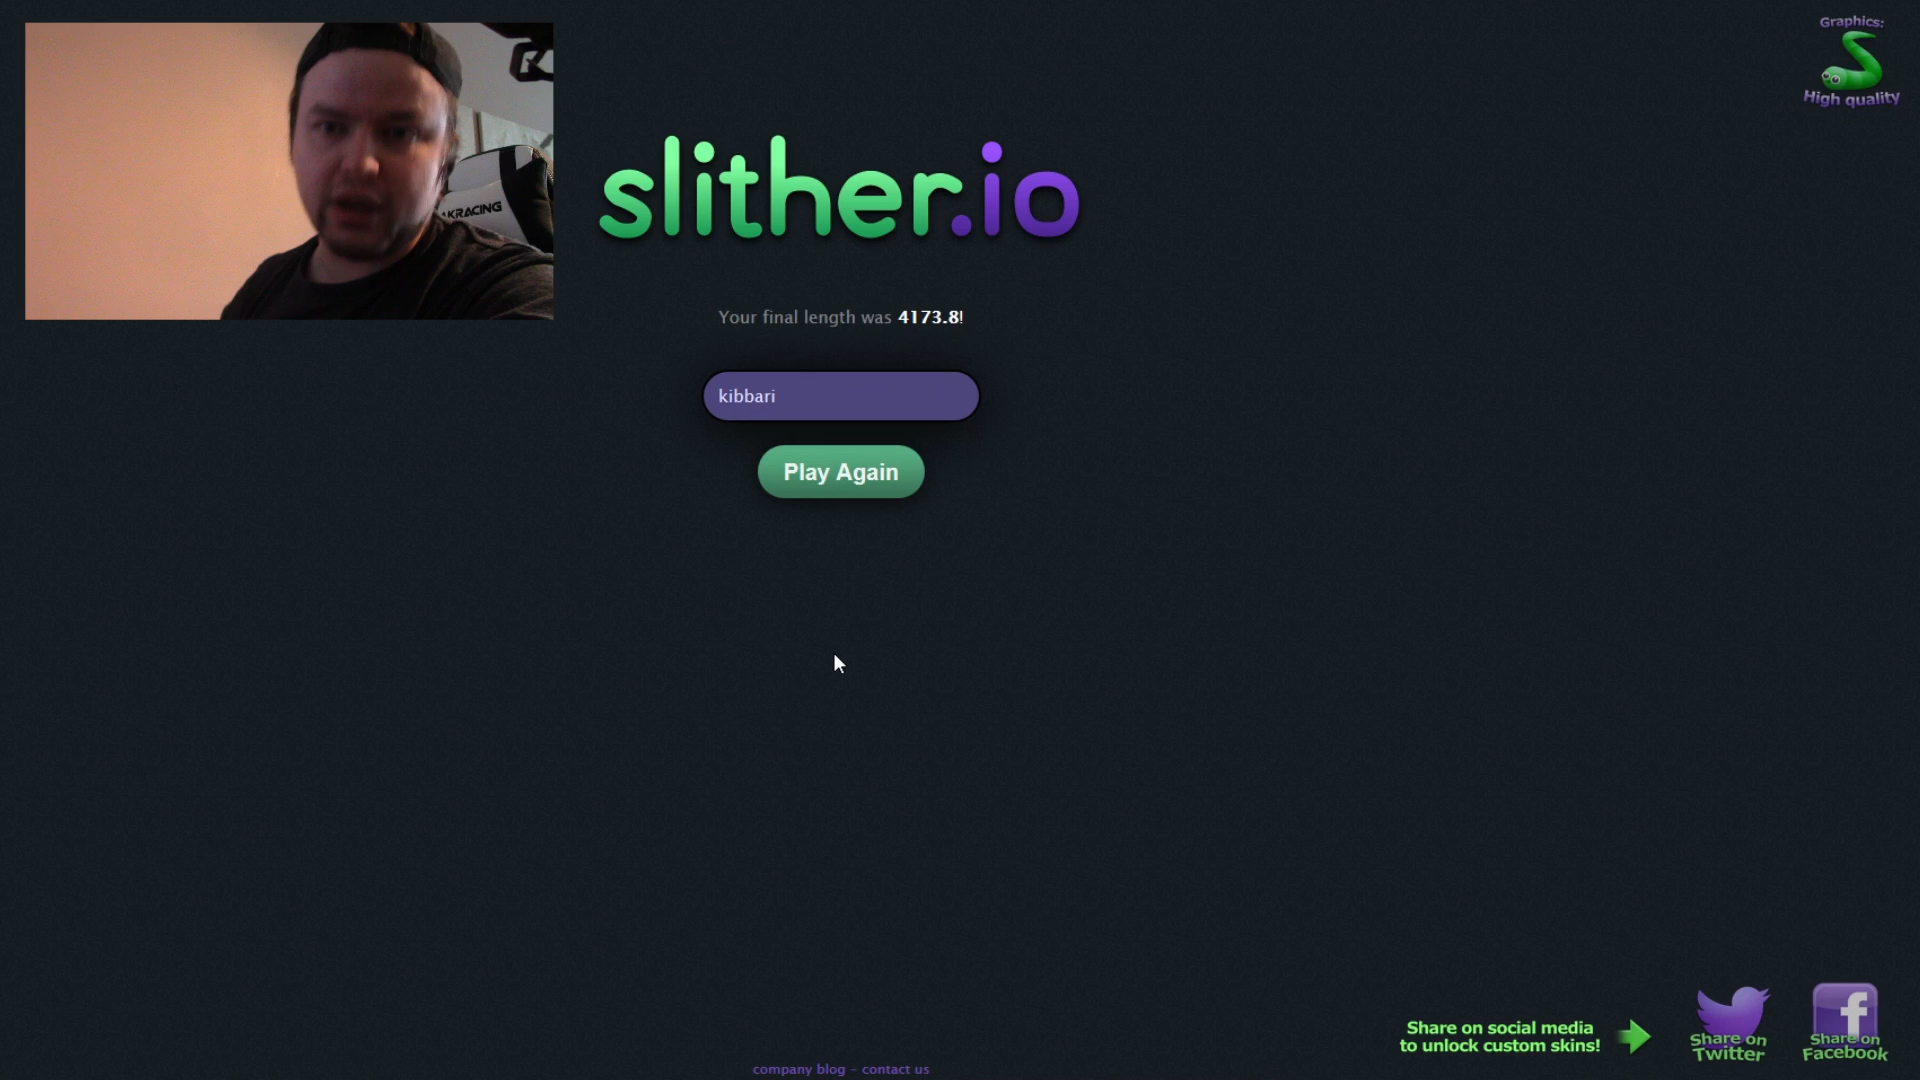 Graphics:
High quality
AKRACING
slither.io
Your final length was 4173.8!
kibbari
Play Again
Share on social media
to unlock custom skins!
Share on
Twitter
Share on
Facebook
company blog - contact us